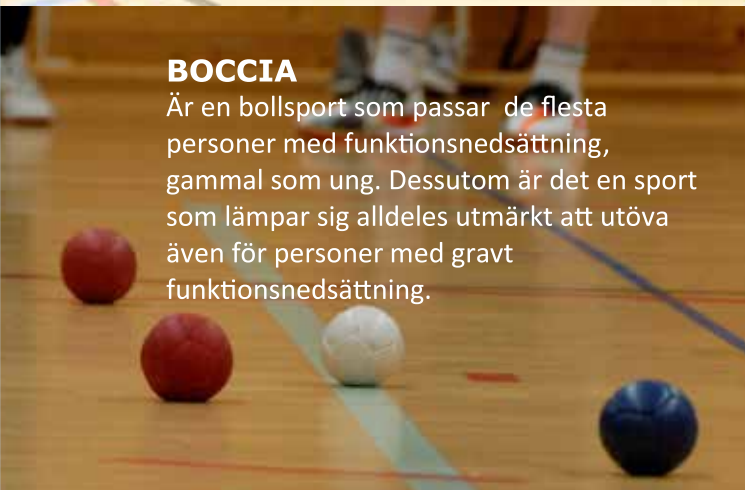 BOCCIA
Är en bollsport som passar  de flesta
personer med funktionsnedsättning,
gammal som ung. Dessutom är det en sport
som lämpar sig alldeles utmärkt att utöva
även för personer med gravt
funktionsnedsättning.